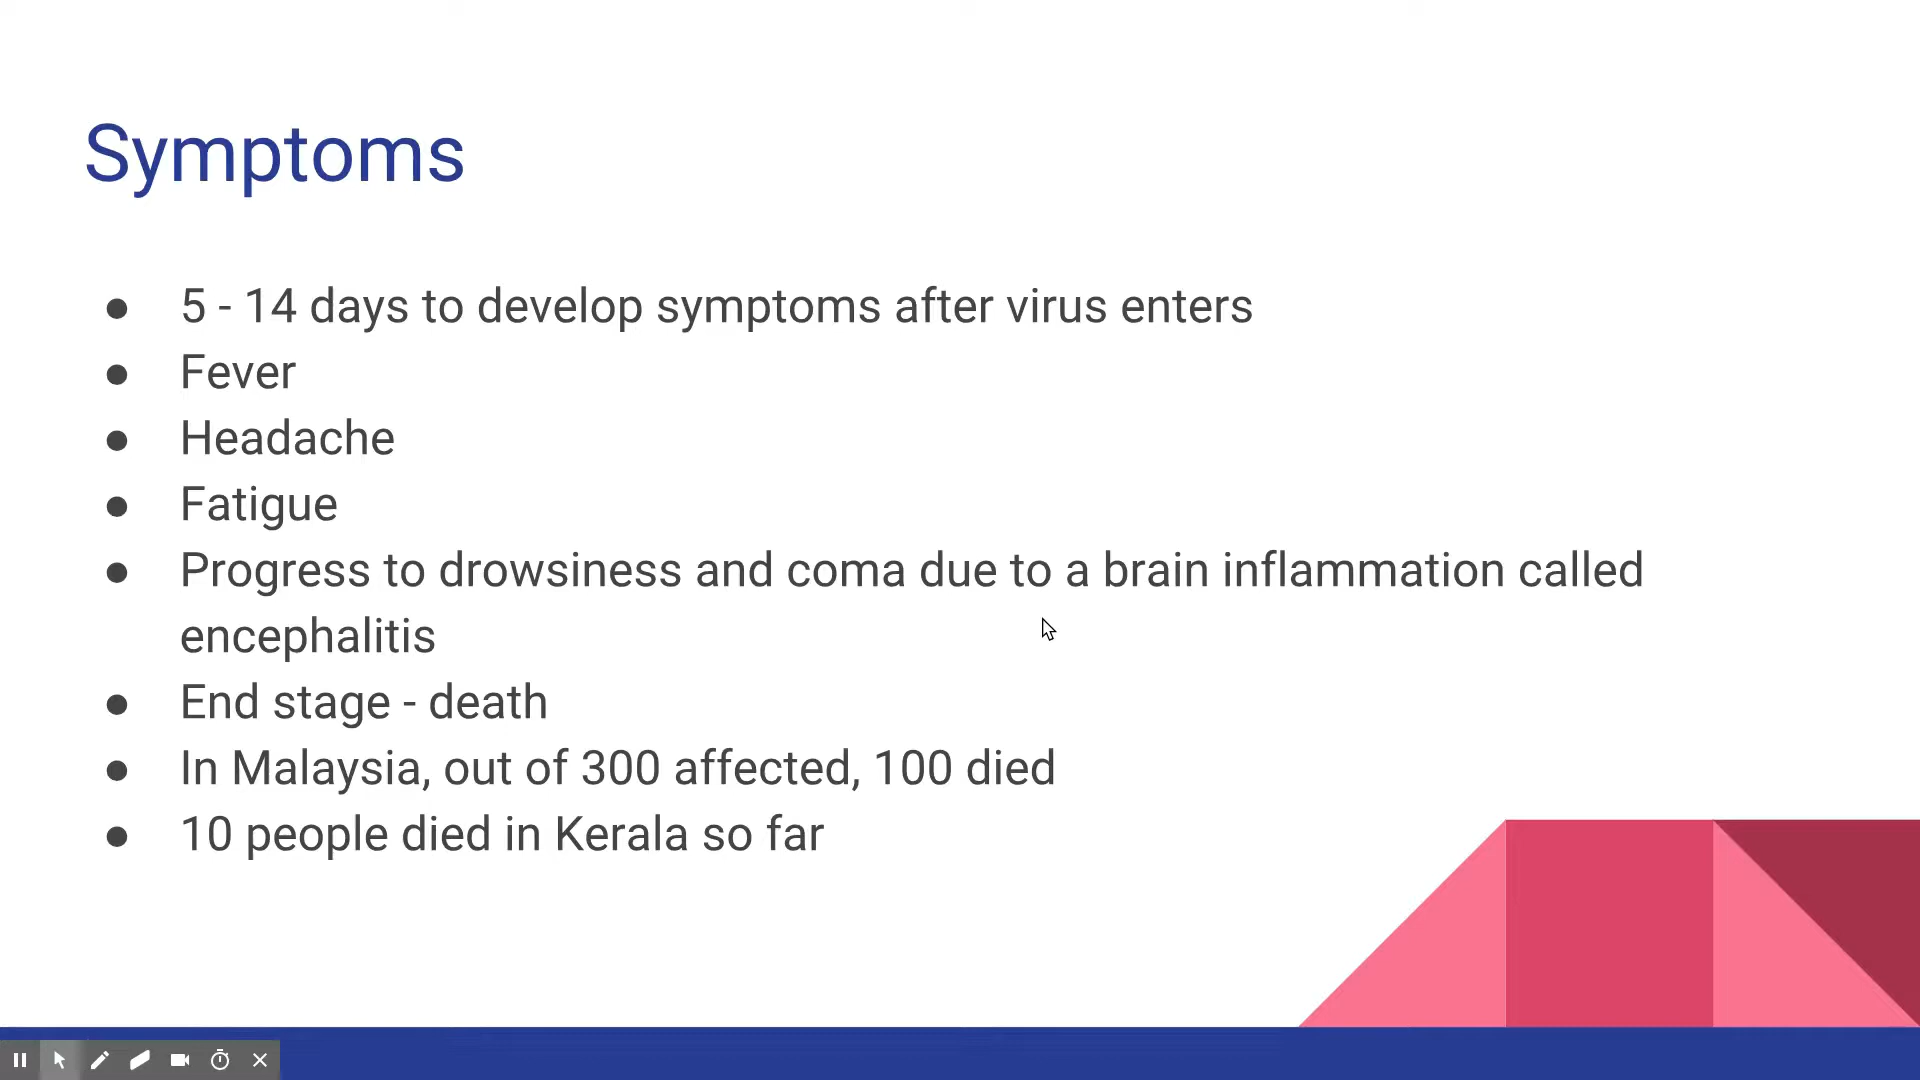 Symptoms
● 5 - 14 days to develop symptoms after virus enters
● Fever
● Headache
● Fatigue
● Progress to drowsiness and coma due to a brain inflammation called
encephalitis
● End stage - death
● In Malaysia, out of 300 affected, 100 died
● 10 people died in Kerala so far